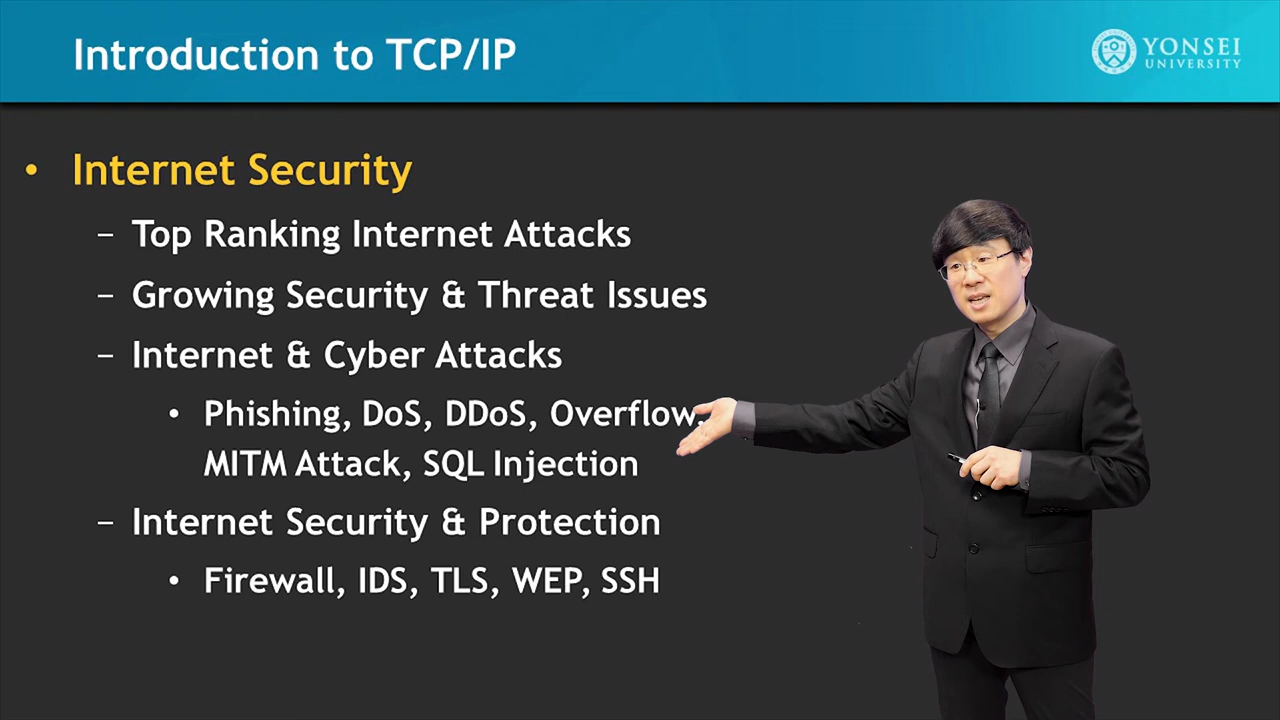 Introduction to TCP/IP
YONSEI
UNIVERSITY
• Internet Security
– Top Ranking Internet Attacks
– Growing Security & Threat Issues
– Internet & Cyber Attacks
• Phishing, DoS, DDoS, Overflow,
MITM Attack, SQL Injection
– Internet Security & Protection
• Firewall, IDS, TLS, WEP, SSH